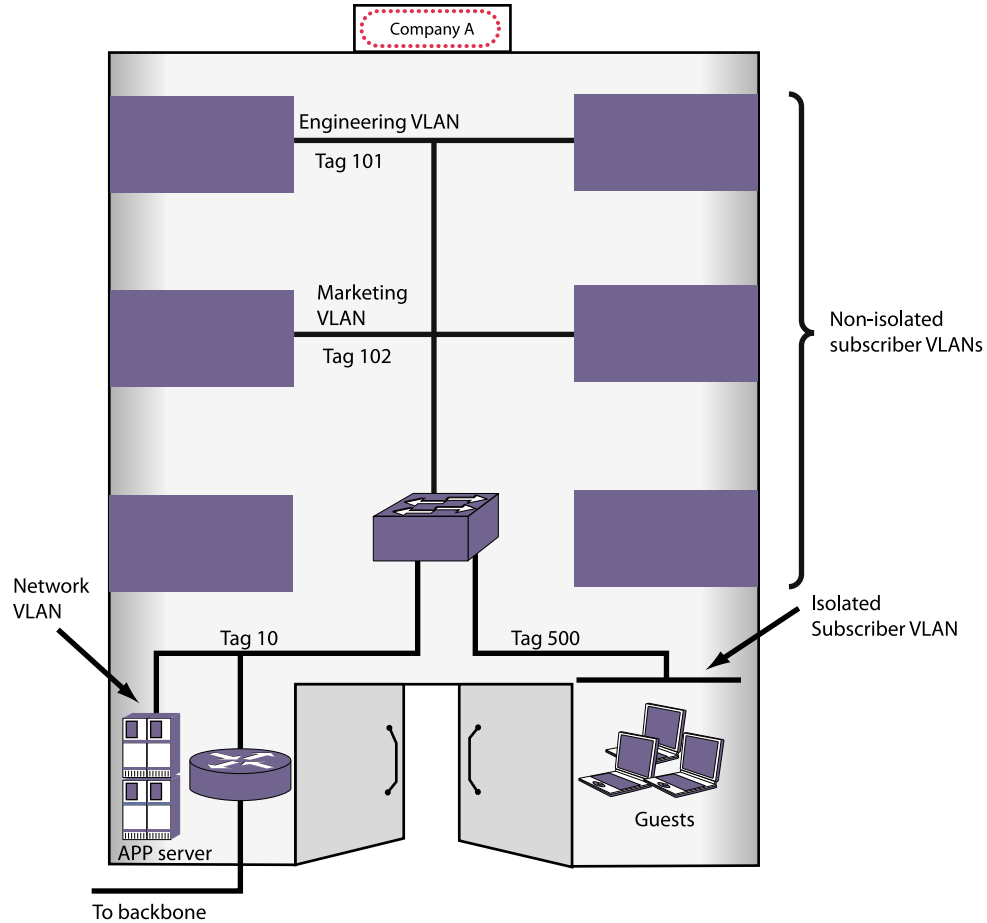 Company A
Engineering VLAN
Tag 101
Marketing
VLAN
Tag 102
Non-isolated
subscriber VLANs
Network
VLAN
Isolated
Subscriber VLAN
Tag 10
Tag 500
APP server
Guests
To backbone